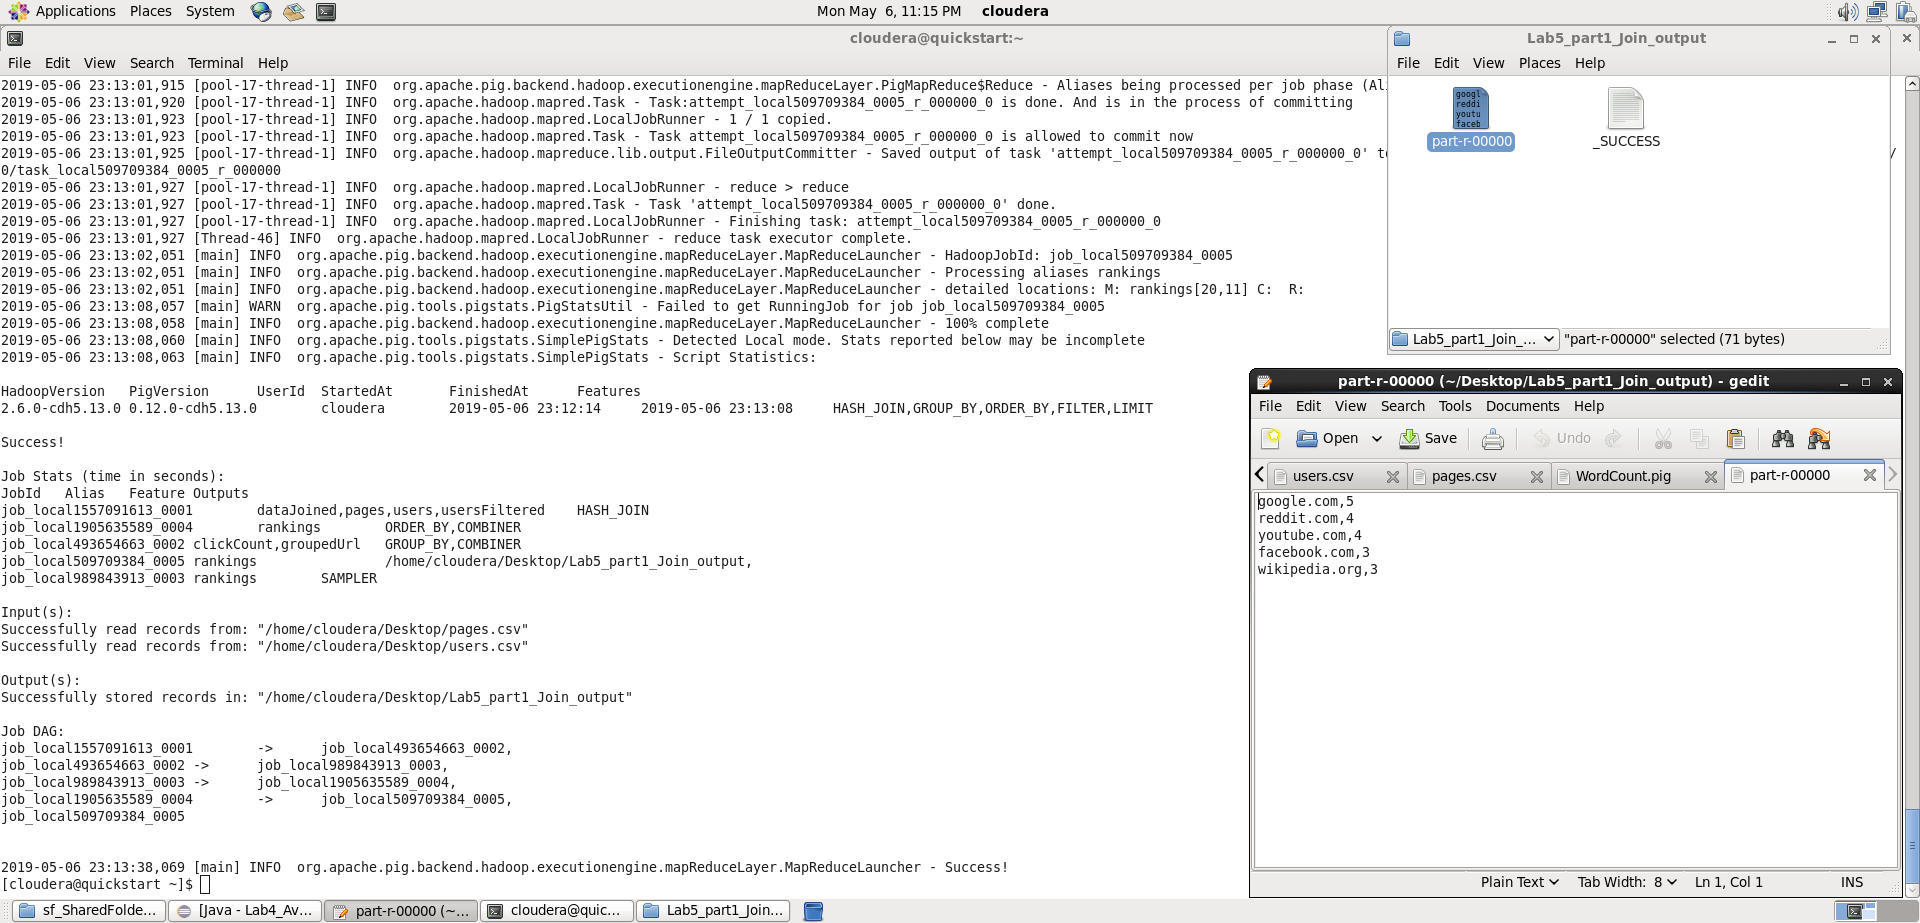 Applications Places System
Mon May  6, 11:15 PM cloudera
cloudera@quickstart:~
File Edit View Search Terminal Help
2019-05-06 23:13:01,915 [pool-17-thread-1] INFO  org.apache.pig.backend.hadoop.executionengine.mapReduceLayer.PigMapReduce$Reduce - Aliases being processed per job phase (Al
2019-05-06 23:13:01,920 [pool-17-thread-1] INFO  org.apache.hadoop.mapred.Task - Task:attempt_local509709384_0005_r_000000_0 is done. And is in the process of committing
2019-05-06 23:13:01,923 [pool-17-thread-1] INFO  org.apache.hadoop.mapred.LocalJobRunner - 1 / 1 copied.
2019-05-06 23:13:01,923 [pool-17-thread-1] INFO  org.apache.hadoop.mapred.Task - Task attempt_local509709384_0005_r_000000_0 is allowed to commit now
2019-05-06 23:13:01,925 [pool-17-thread-1] INFO  org.apache.hadoop.mapreduce.lib.output.FileOutputCommitter - Saved output of task 'attempt_local509709384_0005_r_000000_0' to /
0/task_local509709384_0005_r_000000
2019-05-06 23:13:01,927 [pool-17-thread-1] INFO  org.apache.hadoop.mapred.LocalJobRunner - reduce > reduce
2019-05-06 23:13:01,927 [pool-17-thread-1] INFO  org.apache.hadoop.mapred.Task - Task 'attempt_local509709384_0005_r_000000_0' done.
2019-05-06 23:13:01,927 [pool-17-thread-1] INFO  org.apache.hadoop.mapred.LocalJobRunner - Finishing task: attempt_local509709384_0005_r_000000_0
2019-05-06 23:13:01,927 [Thread-46] INFO  org.apache.hadoop.mapred.LocalJobRunner - reduce task executor complete.
2019-05-06 23:13:02,051 [main] INFO  org.apache.pig.backend.hadoop.executionengine.mapReduceLayer.MapReduceLauncher - HadoopJobId: job_local509709384_0005
2019-05-06 23:13:02,051 [main] INFO  org.apache.pig.backend.hadoop.executionengine.mapReduceLayer.MapReduceLauncher - Processing aliases rankings
2019-05-06 23:13:02,051 [main] INFO  org.apache.pig.backend.hadoop.executionengine.mapReduceLayer.MapReduceLauncher - detailed locations: M: rankings[20,11] C:  R:
2019-05-06 23:13:08,057 [main] WARN  org.apache.pig.tools.pigstats.PigStatsUtil - Failed to get RunningJob for job job_local509709384_0005
2019-05-06 23:13:08,058 [main] INFO  org.apache.pig.backend.hadoop.executionengine.mapReduceLayer.MapReduceLauncher - 100% complete
2019-05-06 23:13:08,060 [main] INFO  org.apache.pig.tools.pigstats.SimplePigStats - Detected Local mode. Stats reported below may be incomplete
2019-05-06 23:13:08,063 [main] INFO  org.apache.pig.tools.pigstats.SimplePigStats - Script Statistics:
HadoopVersion PigVersion UserId StartedAt FinishedAt Features
2.6.0-cdh5.13.0 0.12.0-cdh5.13.0 cloudera 2019-05-06 23:12:14 2019-05-06 23:13:08 HASH_JOIN,GROUP_BY,ORDER_BY,FILTER,LIMIT
Success!
Job Stats (time in seconds):
JobId Alias Feature Outputs
job_local1557091613_0001 dataJoined,pages,users,usersFiltered HASH_JOIN
job_local1905635589_0004 rankings ORDER_BY,COMBINER
job_local493654663_0002 clickCount,groupedUrl GROUP_BY,COMBINER
job_local509709384_0005 rankings /home/cloudera/Desktop/Lab5_part1_Join_output,
job_local989843913_0003 rankings SAMPLER
Input(s):
Successfully read records from: "/home/cloudera/Desktop/pages.csv"
Successfully read records from: "/home/cloudera/Desktop/users.csv"
Output(s):
Successfully stored records in: "/home/cloudera/Desktop/Lab5_part1_Join_output"
Job DAG:
job_local1557091613_0001 -> job_local493654663_0002,
job_local493654663_0002 -> job_local989843913_0003,
job_local989843913_0003 -> job_local1905635589_0004,
job_local1905635589_0004 -> job_local509709384_0005,
job_local509709384_0005
2019-05-06 23:13:38,069 [main] INFO  org.apache.pig.backend.hadoop.executionengine.mapReduceLayer.MapReduceLauncher - Success!
[cloudera@quickstart ~]$
Lab5_part1_Join_output
File Edit View Places Help
googl
reddi
youtu
faceb
part-r-00000
_SUCCESS
Lab5_part1_Join_... "part-r-00000" selected (71 bytes)
part-r-00000 (~/Desktop/Lab5_part1_Join_output) - gedit
File Edit View Search Tools Documents Help
Open Save Undo
users.csv pages.csv WordCount.pig part-r-00000
google.com,5
reddit.com,4
youtube.com,4
facebook.com,3
wikipedia.org,3
Plain Text Tab Width: 8 Ln 1, Col 1 INS
sf_SharedFolde... [Java - Lab4_Av... part-r-00000 (~... cloudera@quic... Lab5_part1_Join...